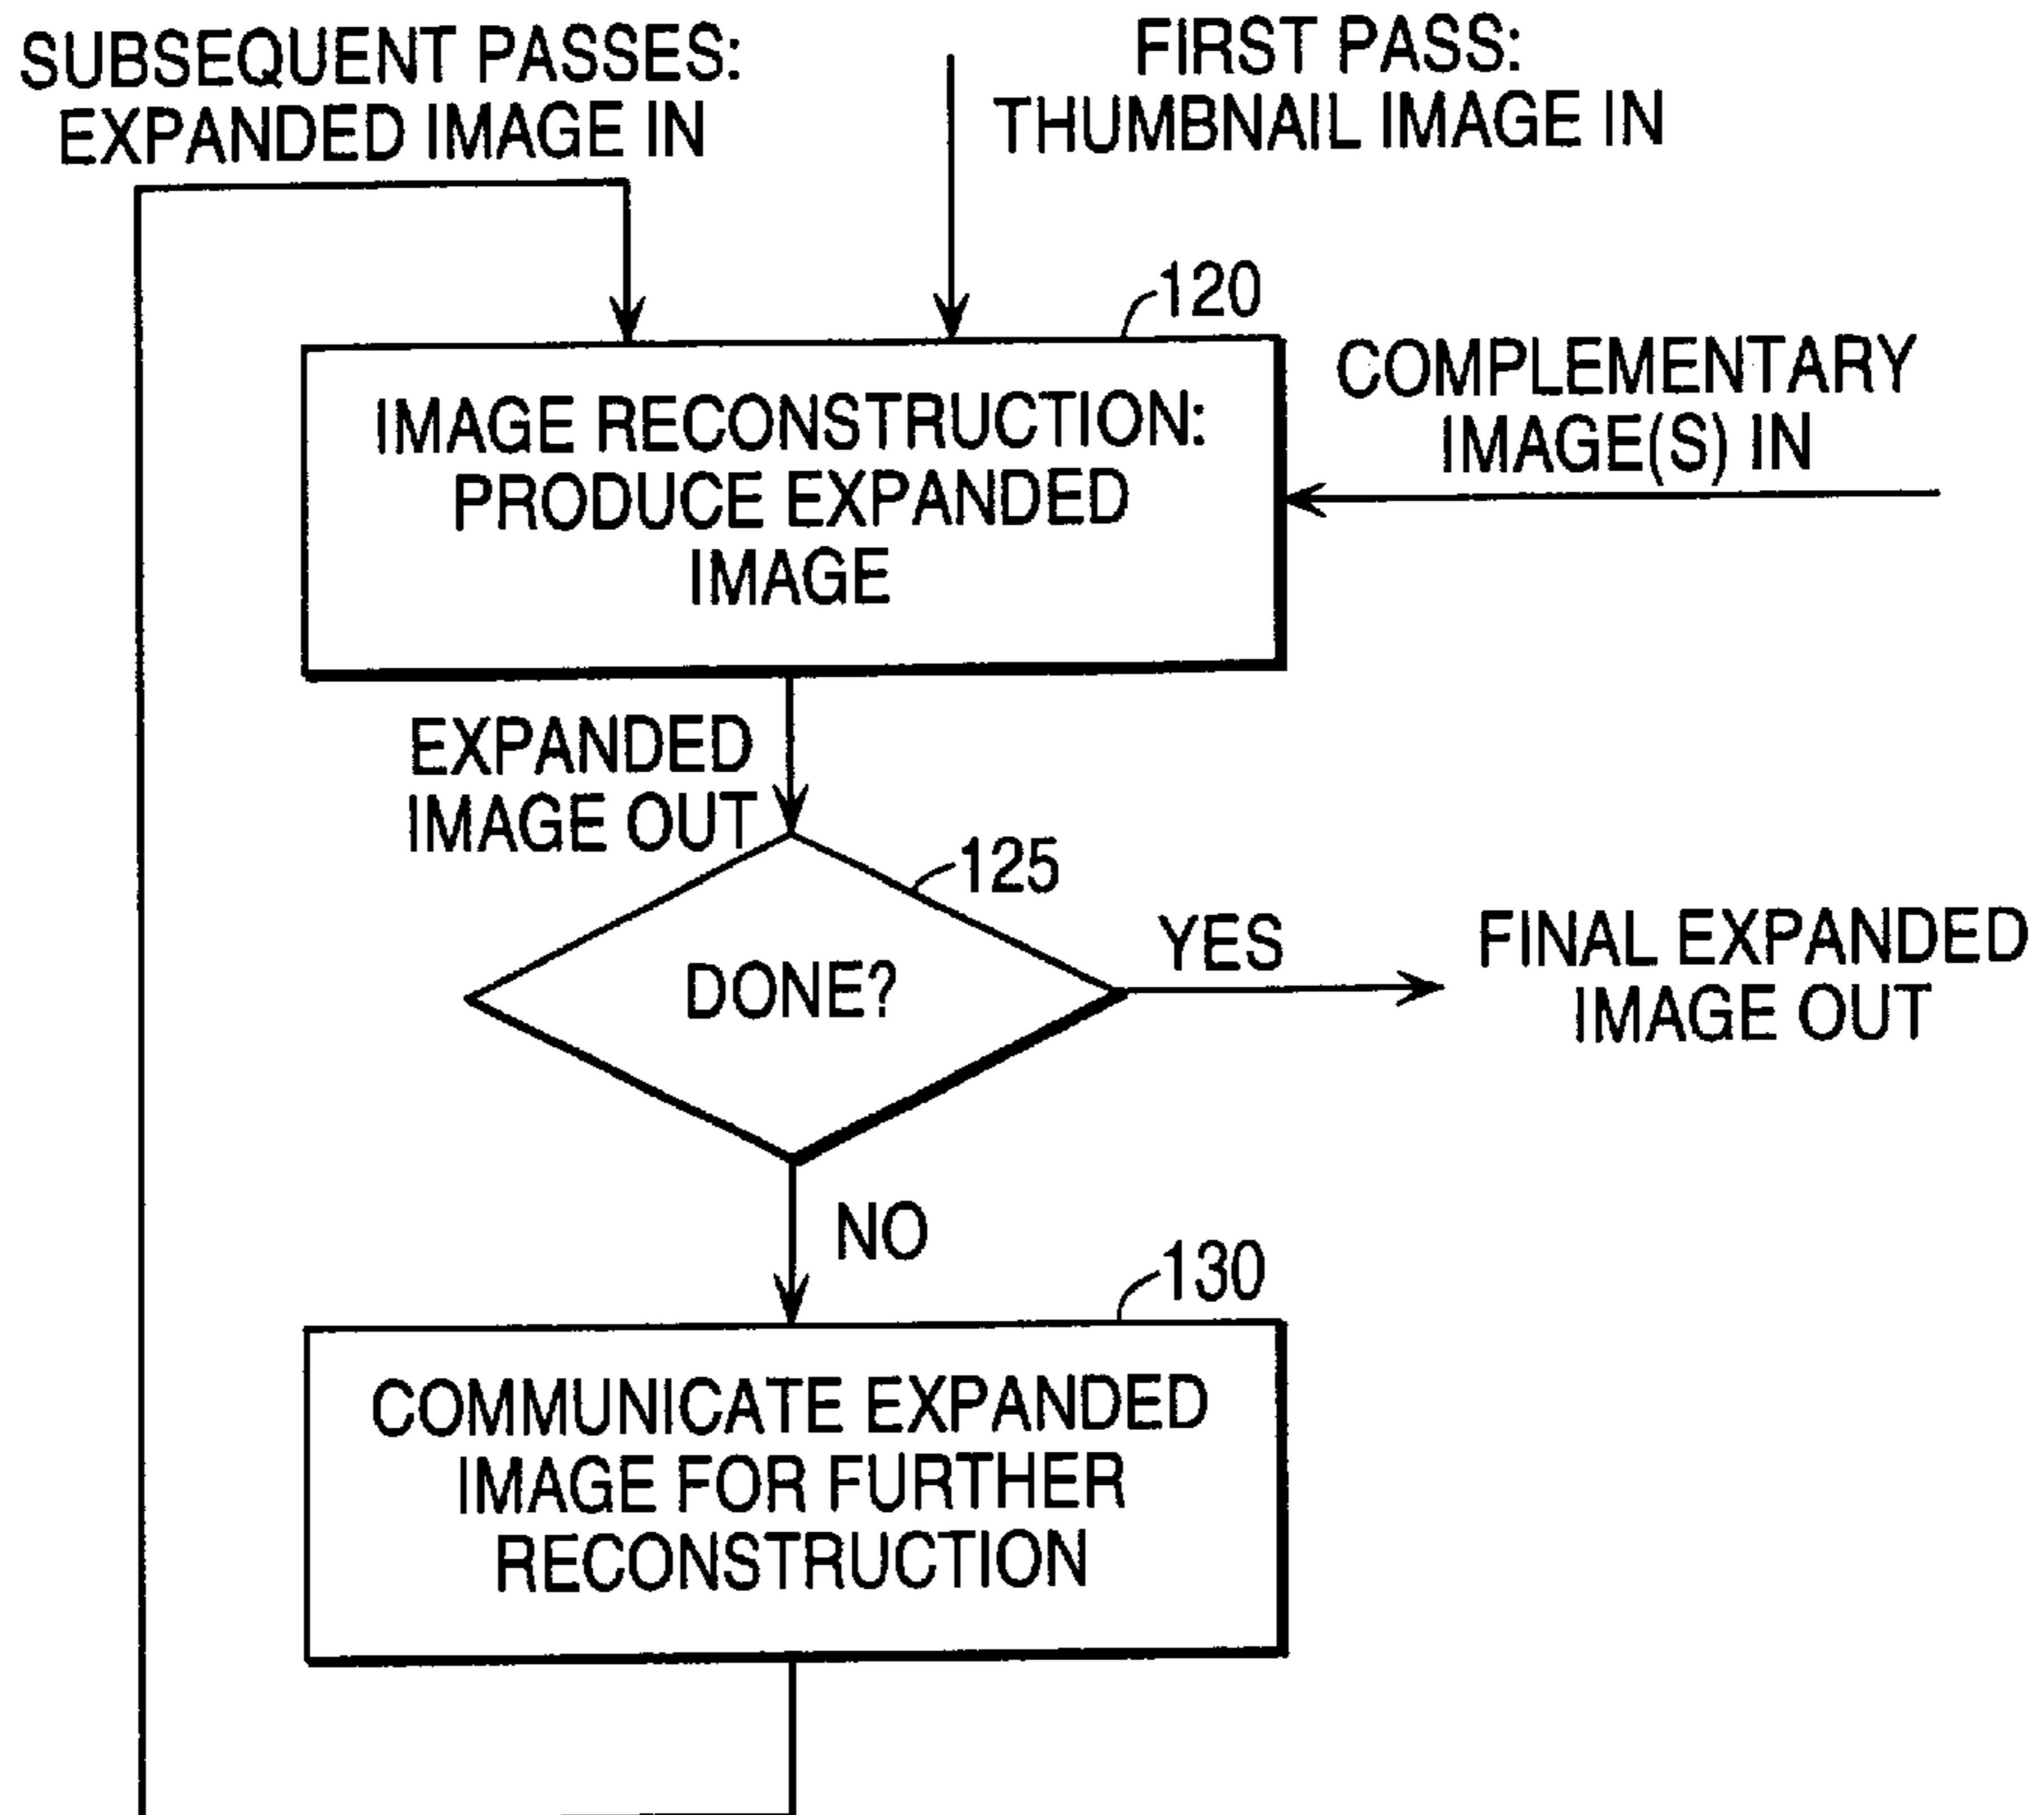 SUBSEQUENT PASSES:
EXPANDED IMAGE IN
FIRST PASS:
THUMBNAIL IMAGE IN
120
COMPLEMENTARY
IMAGE(S) IN
IMAGE RECONSTRUCTION:
PRODUCE EXPANDED
IMAGE
EXPANDED
IMAGE OUT
125
DONE?
YES
FINAL EXPANDED
IMAGE OUT
NO
130
COMMUNICATE EXPANDED
IMAGE FOR FURTHER
RECONSTRUCTION